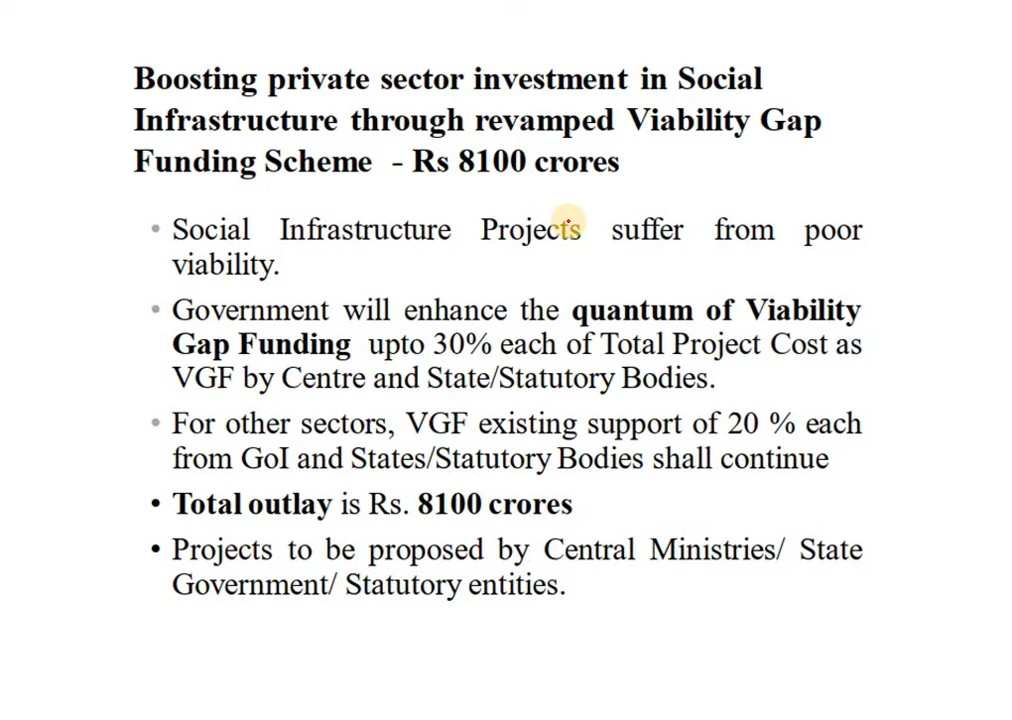 Boosting private sector investment in Social
Infrastructure through revamped Viability Gap
Funding Scheme - Rs 8100 crores
• Social Infrastructure Projects suffer from poor
viability.
• Government will enhance the quantum of Viability
Gap Funding upto 30% each of Total Project Cost as
VGF by Centre and State/Statutory Bodies.
• For other sectors, VGF existing support of 20 % each
from GoI and States/Statutory Bodies shall continue
• Total outlay is Rs. 8100 crores
• Projects to be proposed by Central Ministries/ State
Government/ Statutory entities.